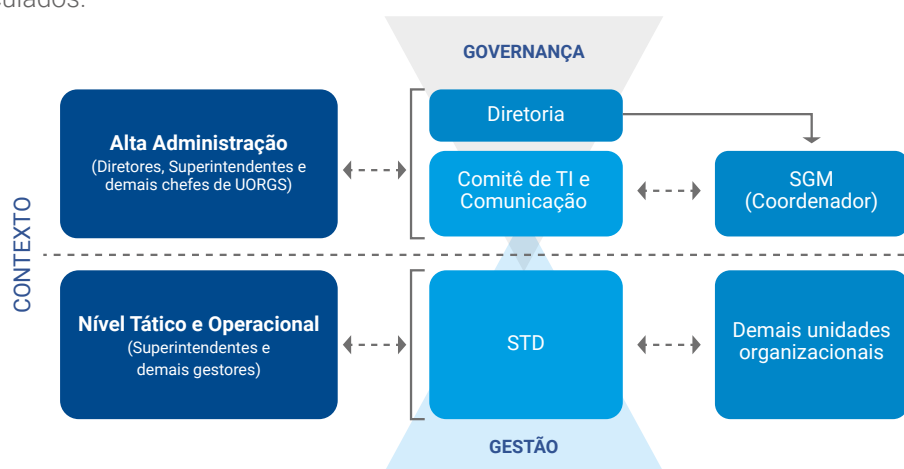 culados.
GOVERNANÇA
Alta Administração
(Diretores, Superintendentes e
demais chefes de UORGS)
Diretoria
Comitê de TI e
Comunicação
SGM
(Coordenador)
CONTEXTO
Nível Tático e Operacional
(Superintendentes e
demais gestores)
STD
Demais unidades
organizacionais
GESTÃO